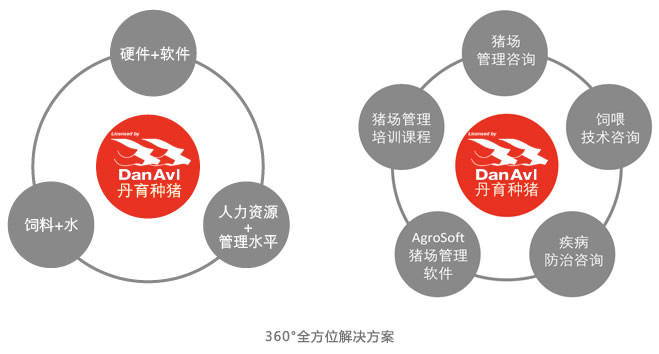 硬件+软件
Licensed by
DanAvl
丹育种猪
饲料+水
人力资源
+
管理水平
猪场
管理咨询
猪场管理
培训课程
饲喂
技术咨询
Licensed by
DanAvl
丹育种猪
AgroSoft
猪场管理
软件
疾病
防治咨询
360°全方位解决方案